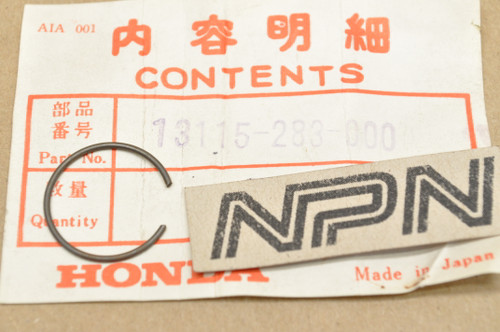 AIA 001
内容明細
CONTENTS
部品
番号
Part No.
13115-283-000
数量
Quantity
NPN
HONDA
Made in Japan